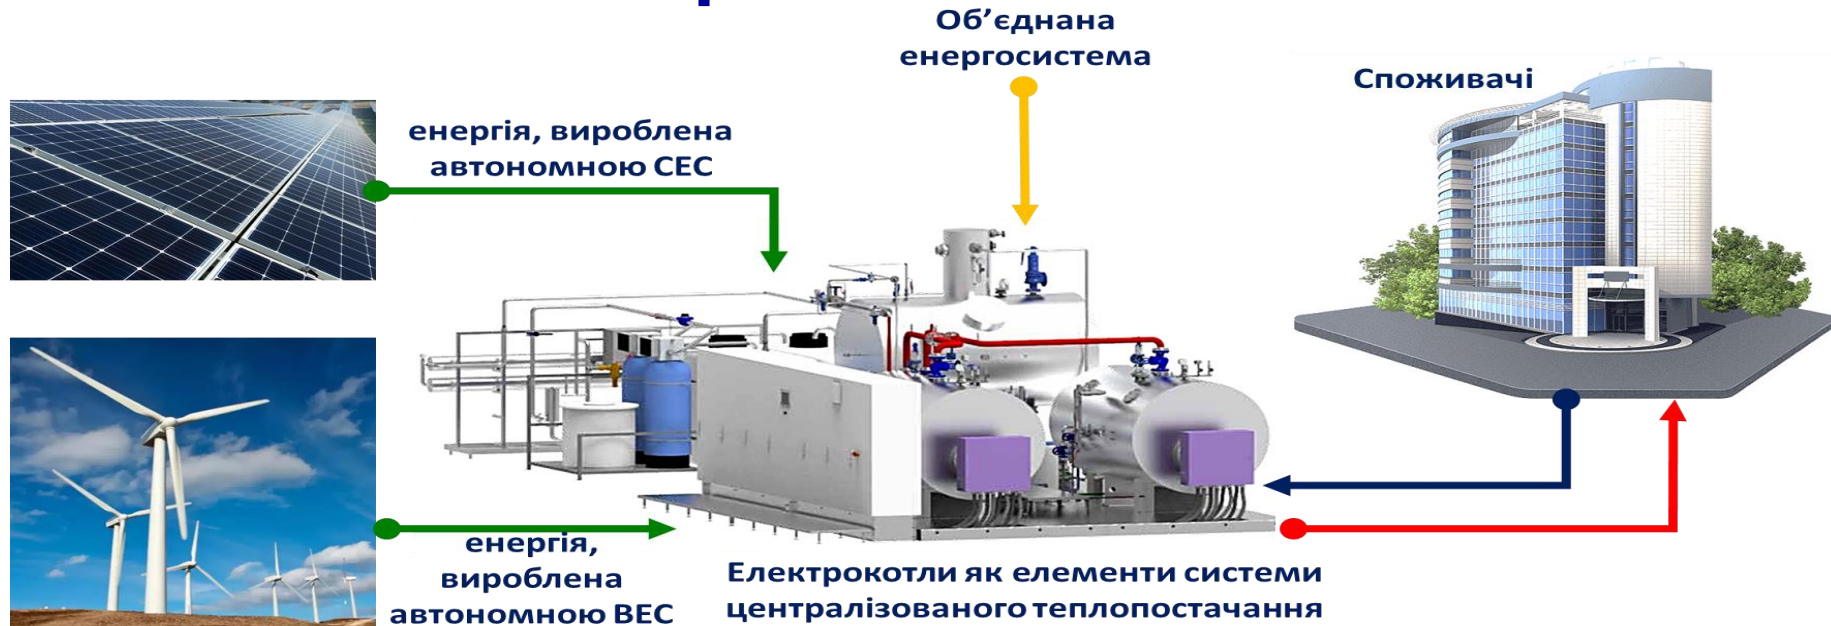 Об’єднана
енергосистема
Споживачі
енергія, вироблена
автономною СЕС
енергія,
вироблена
автономною ВЕС
Електрокотли як елементи системи
централізованого теплопостачання